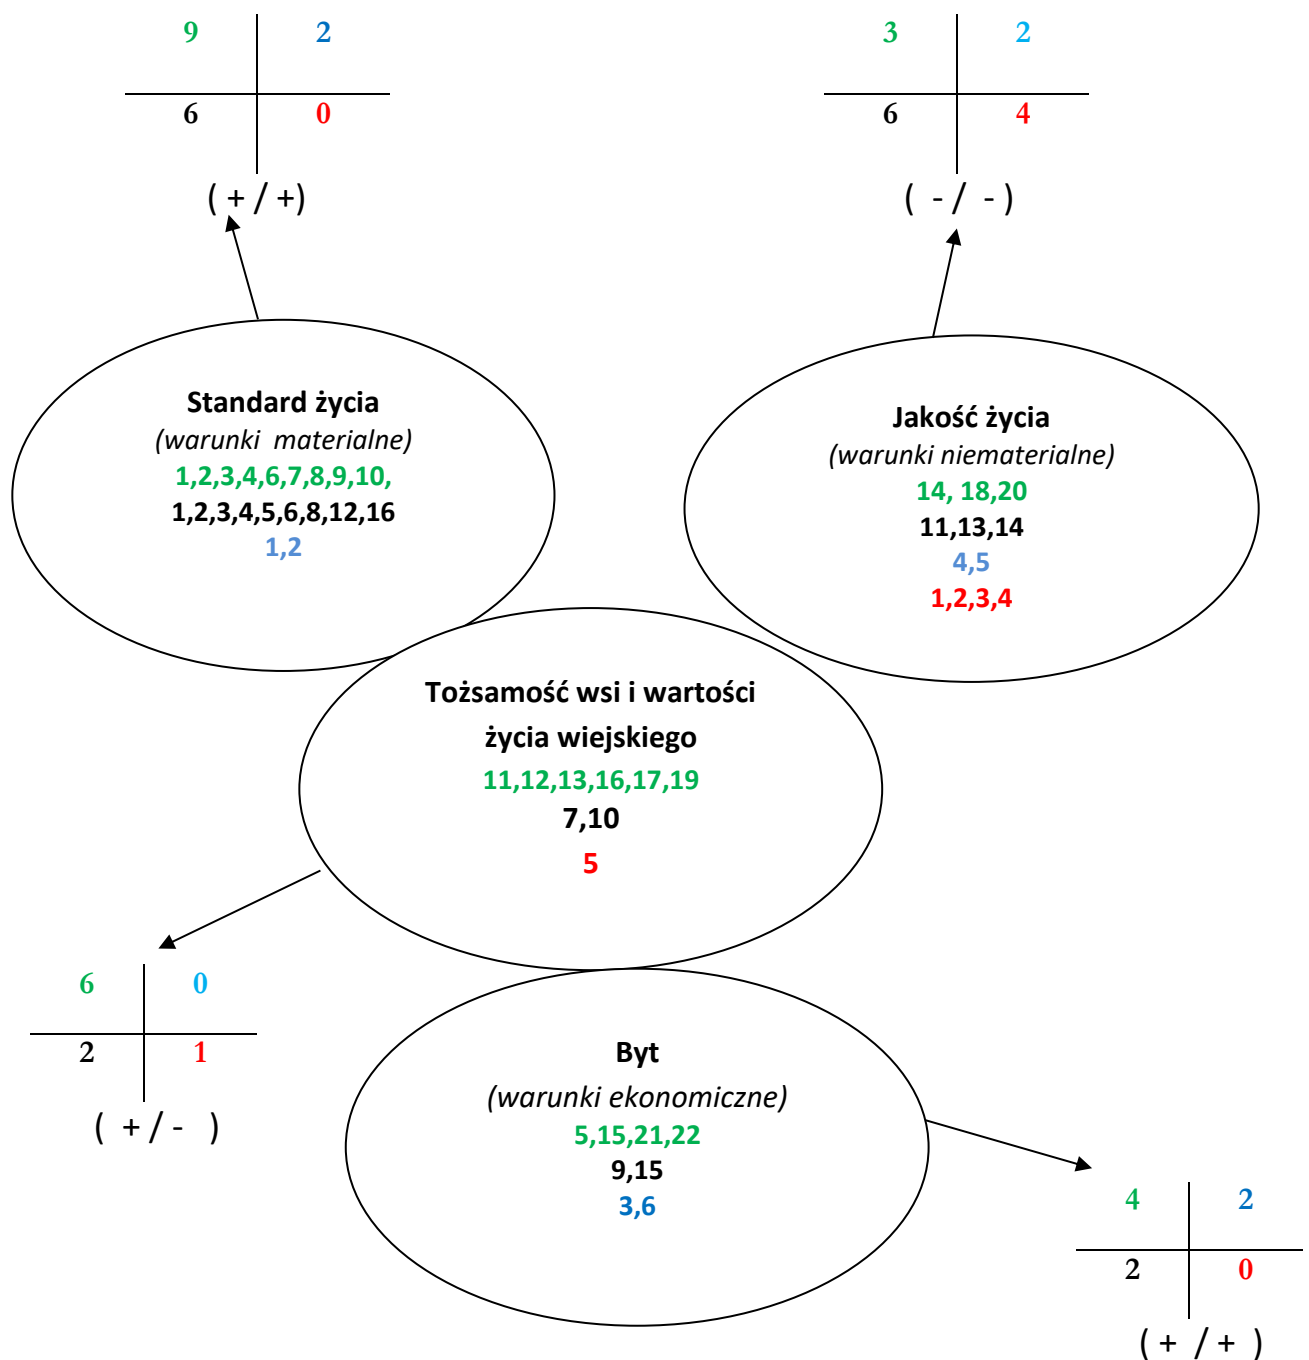 9 2
6 0
( + / +)
3 2
6 4
( - / - )
Standard życia
(warunki materialne)
1,2,3,4,6,7,8,9,10,
1,2,3,4,5,6,8,12,16
1,2
Jakość życia
(warunki niematerialne)
14, 18,20
11,13,14
4,5
1,2,3,4
Tożsamość wsi i wartości
życia wiejskiego
11,12,13,16,17,19
7,10
5
6 0
2 1
( + / - )
Byt
(warunki ekonomiczne)
5,15,21,22
9,15
3,6
4 2
2 0
( + / + )